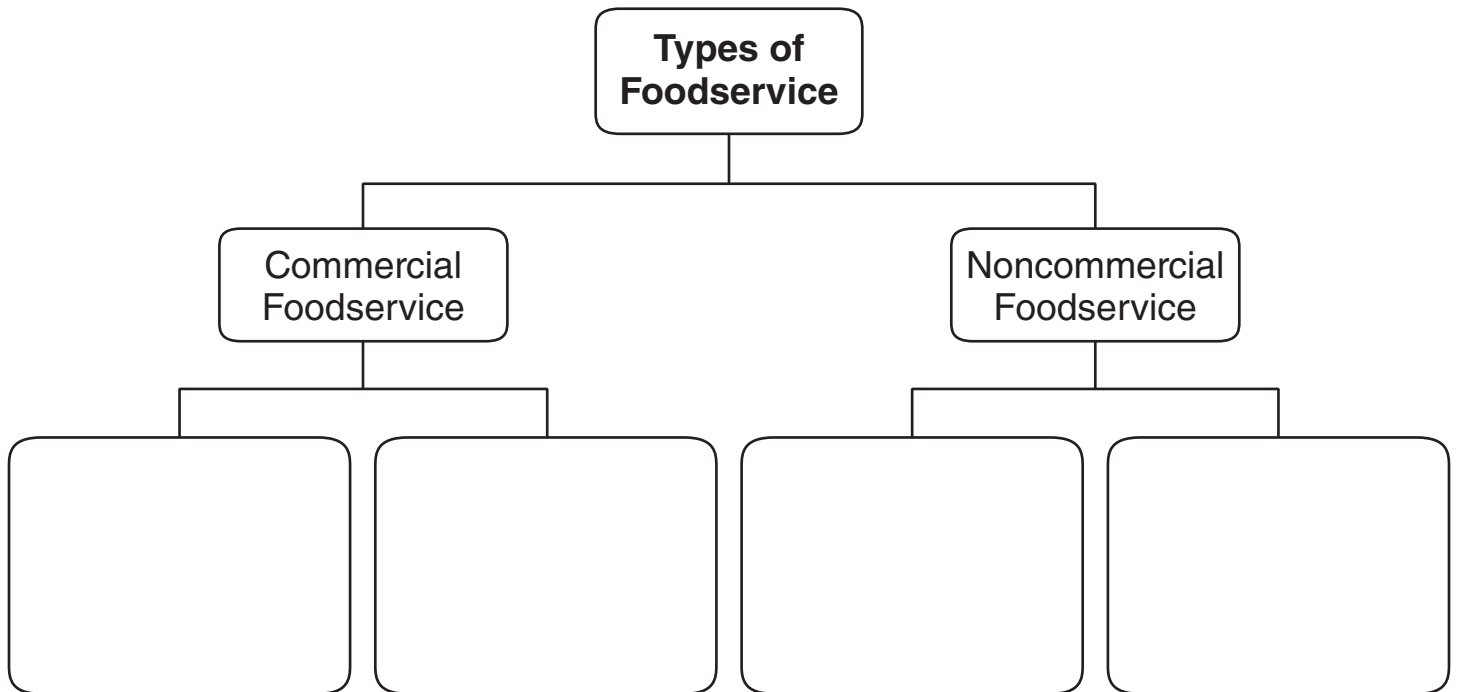 Types of
Foodservice
Commercial
Foodservice
Noncommercial
Foodservice